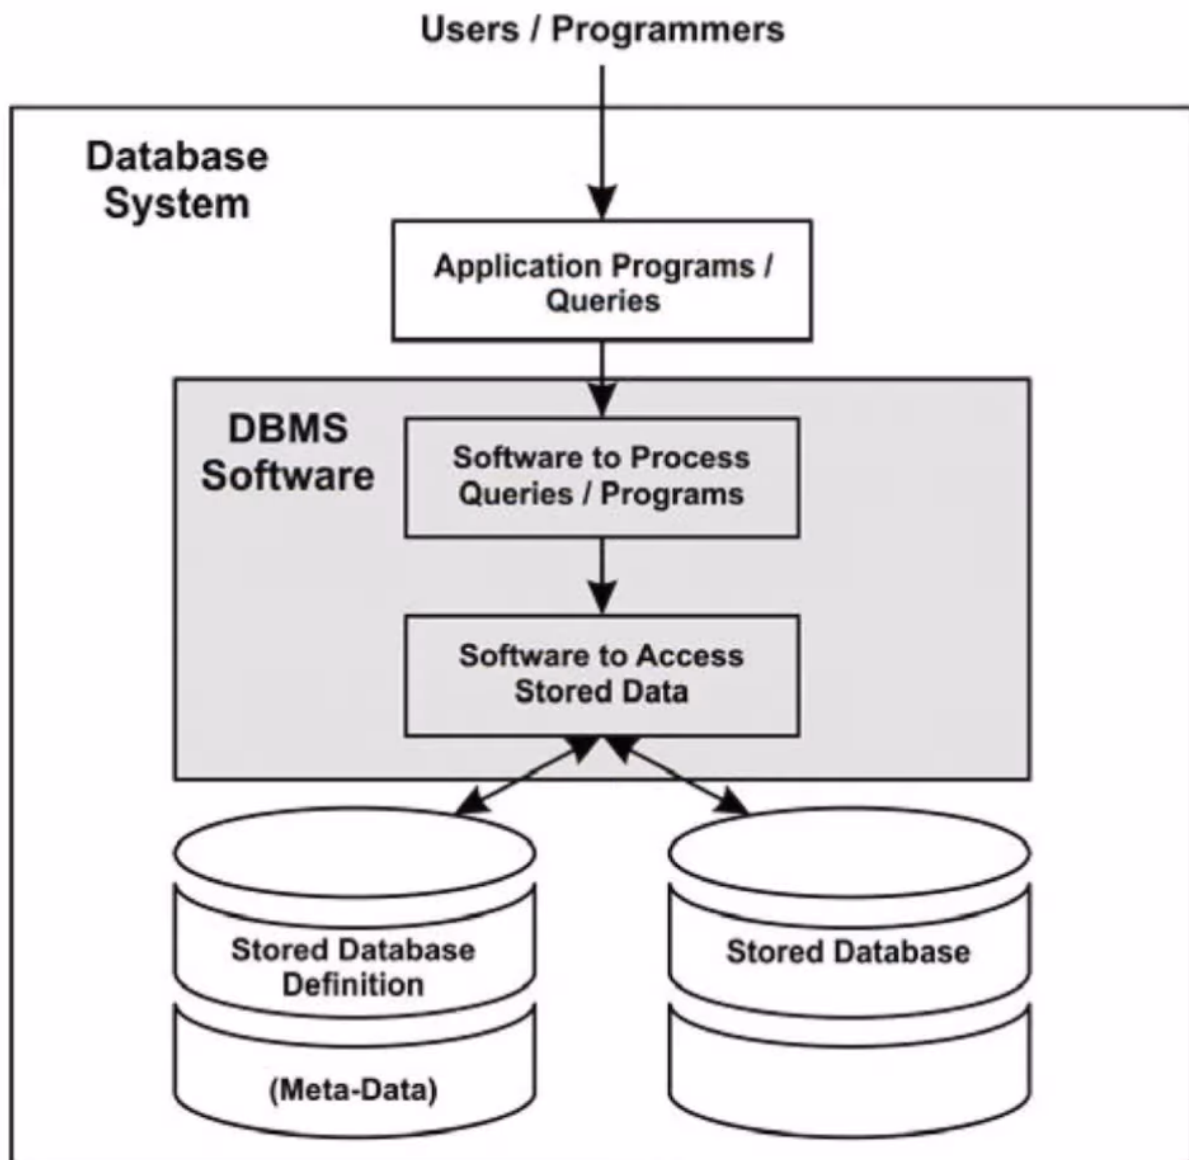 Users / Programmers
Database
System
Application Programs /
Queries
DBMS
Software
Software to Process
Queries / Programs
Software to Access
Stored Data
Stored Database
Definition
(Meta-Data)
Stored Database